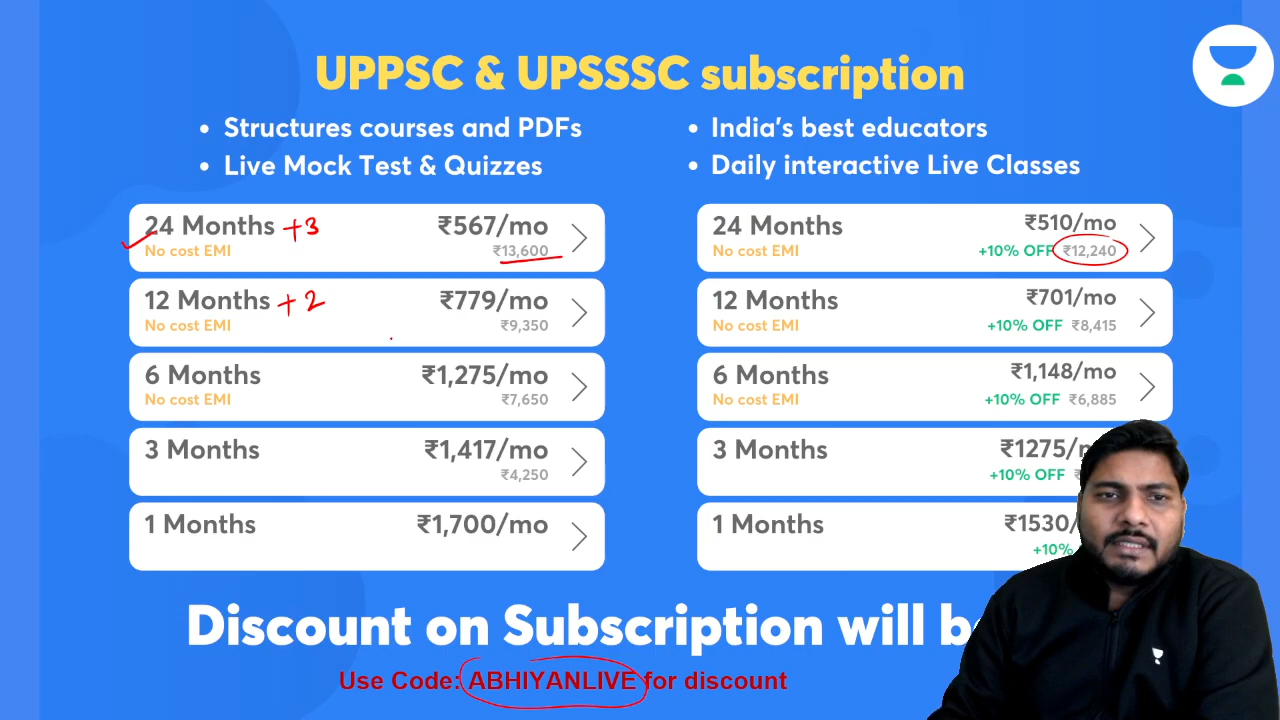 UPPSC & UPSSSC subscription
• Structures courses and PDFs
• Live Mock Test & Quizzes
• India's best educators
• Daily interactive Live Classes
24 Months +3
₹567/mo
No cost EMI
₹13,600
12 Months +2
₹779/mo
No cost EMI
₹9,350
6 Months
₹1,275/mo
No cost EMI
₹7,650
3 Months
₹1,417/mo
₹4,250
1 Months
₹1,700/mo
24 Months
₹510/mo
No cost EMI
+10% OFF ₹12,240
12 Months
₹701/mo
No cost EMI
+10% OFF ₹8,415
6 Months
₹1,148/mo
No cost EMI
+10% OFF ₹6,885
3 Months
₹1275/
+10% OFF
1 Months
₹1530/
+10%
Discount on Subscription will
Use Code: ABHIYANLIVE for discount